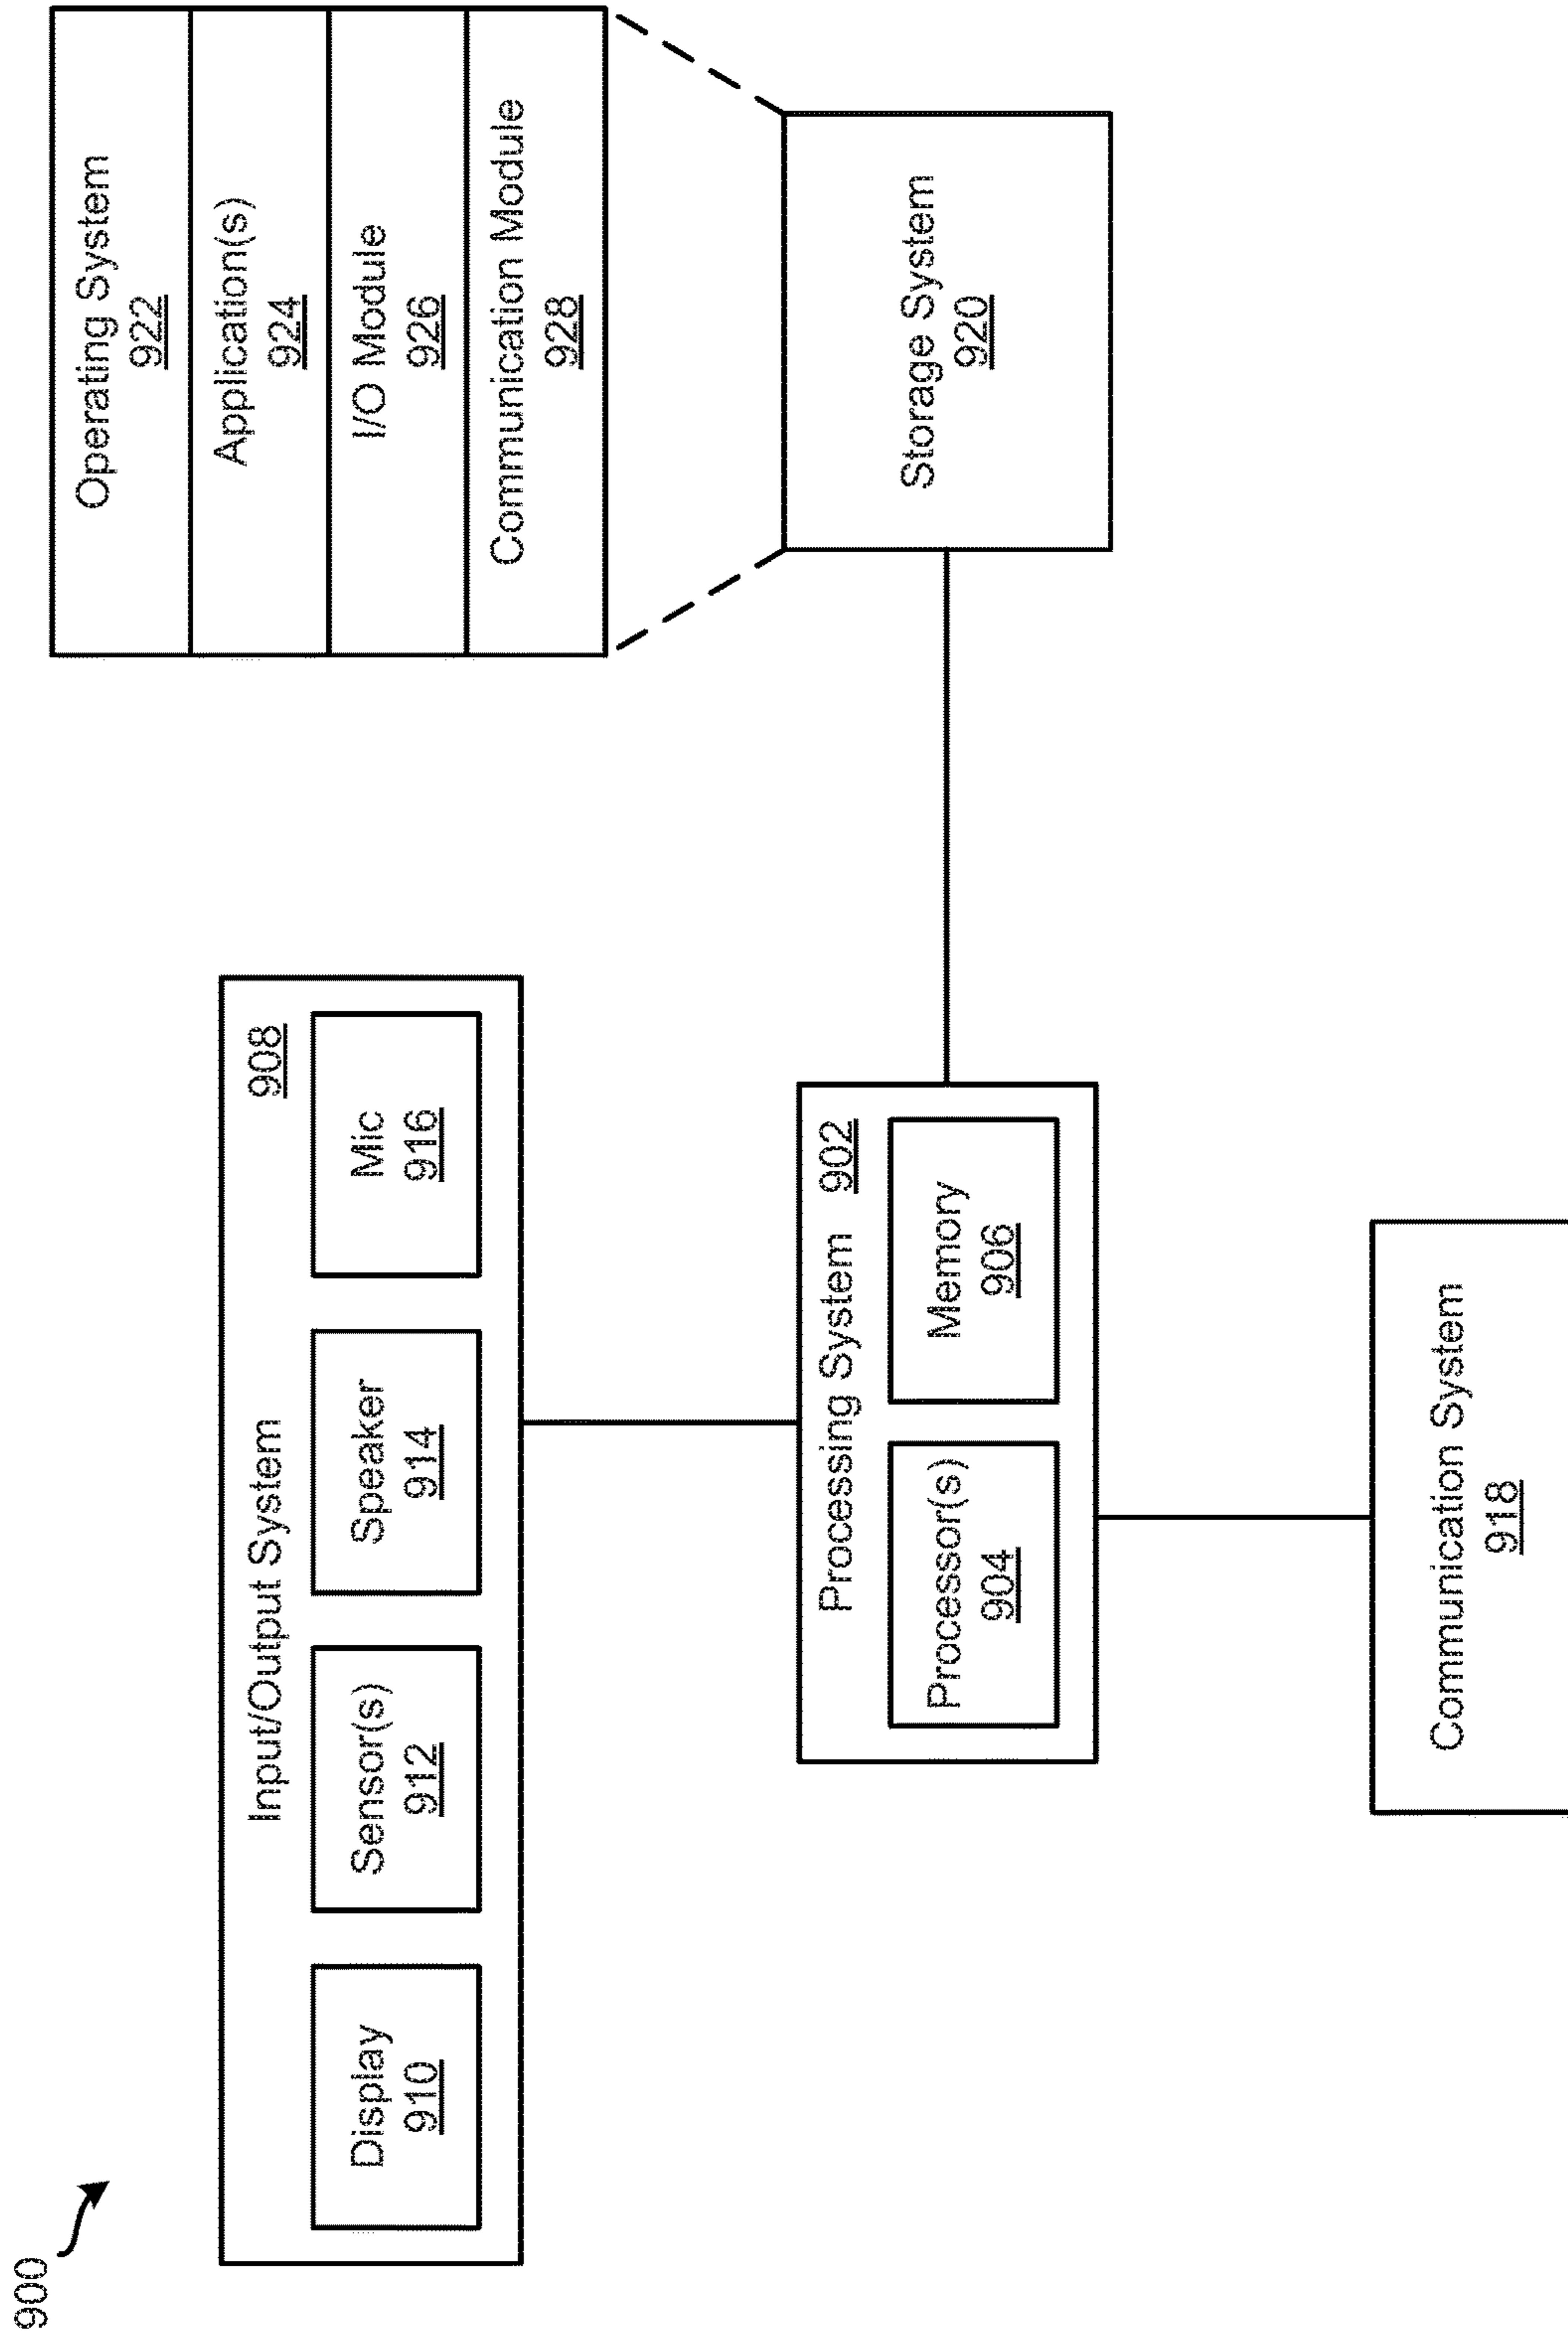 900
Input/Output System
908
Display
910
Sensor(s)
912
Speaker
914
Mic
916
Operating System
922
Application(s)
924
I/O Module
926
Communication Module
928
Processing System
902
Processor(s)
904
Memory
906
Storage System
920
Communication System
918